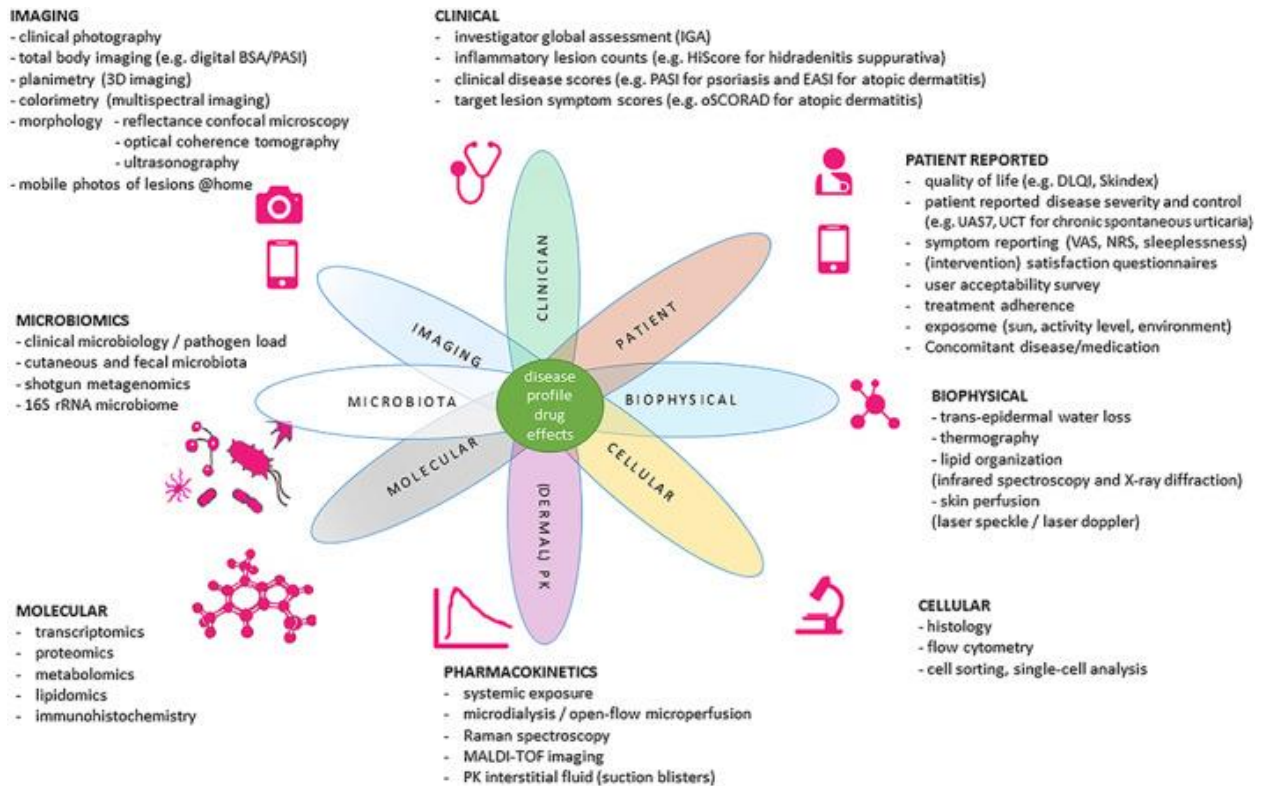 IMAGING
- clinical photography
- total body imaging (e.g. digital BSA/PASI)
- planimetry (3D imaging)
- colorimetry (multispectral imaging)
- morphology - reflectance confocal microscopy
- optical coherence tomography
- ultrasonography
- mobile photos of lesions @home
CLINICAL
- investigator global assessment (IGA)
- inflammatory lesion counts (e.g. HiScore for hidradenitis suppurativa)
- clinical disease scores (e.g. PASI for psoriasis and EASI for atopic dermatitis)
- target lesion symptom scores (e.g. oSCORAD for atopic dermatitis)
PATIENT REPORTED
- quality of life (e.g. DLQI, Skindex)
- patient reported disease severity and control
(e.g. UAS7, UCT for chronic spontaneous urticaria)
- symptom reporting (VAS, NRS, sleeplessness)
- (intervention) satisfaction questionnaires
- user acceptability survey
- treatment adherence
- exposome (sun, activity level, environment)
- Concomitant disease/medication
MICROBIOMICS
- clinical microbiology / pathogen load
- cutaneous and fecal microbiota
- shotgun metagenomics
- 16S rRNA microbiome
CLINICIAN
PATIENT
IMAGING
MICROBIOTA
disease
profile
drug
effects
BIOPHYSICAL
MOLECULAR
CELLULAR
(DERMAL) PK
BIOPHYSICAL
- trans-epidermal water loss
- thermography
- lipid organization
(infrared spectroscopy and X-ray diffraction)
- skin perfusion
(laser speckle / laser doppler)
MOLECULAR
- transcriptomics
- proteomics
- metabolomics
- lipidomics
- immunohistochemistry
PHARMACOKINETICS
- systemic exposure
- microdialysis / open-flow microperfusion
- Raman spectroscopy
- MALDI-TOF imaging
- PK interstitial fluid (suction blisters)
CELLULAR
- histology
- flow cytometry
- cell sorting, single-cell analysis